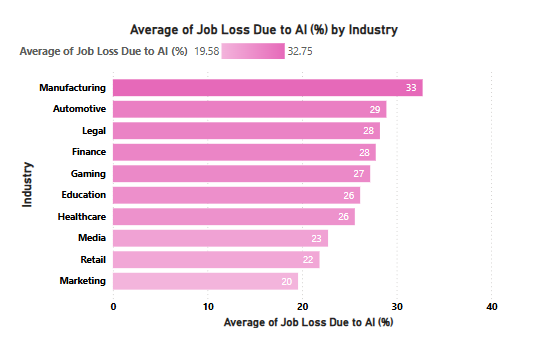 Average of Job Loss Due to AI (%) by Industry
Average of Job Loss Due to AI (%) 19.58 32.75
Industry
Manufacturing 33
Automotive 29
Legal 28
Finance 28
Gaming 27
Education 26
Healthcare 26
Media 23
Retail 22
Marketing 20
0 10 20 30 40
Average of Job Loss Due to AI (%)